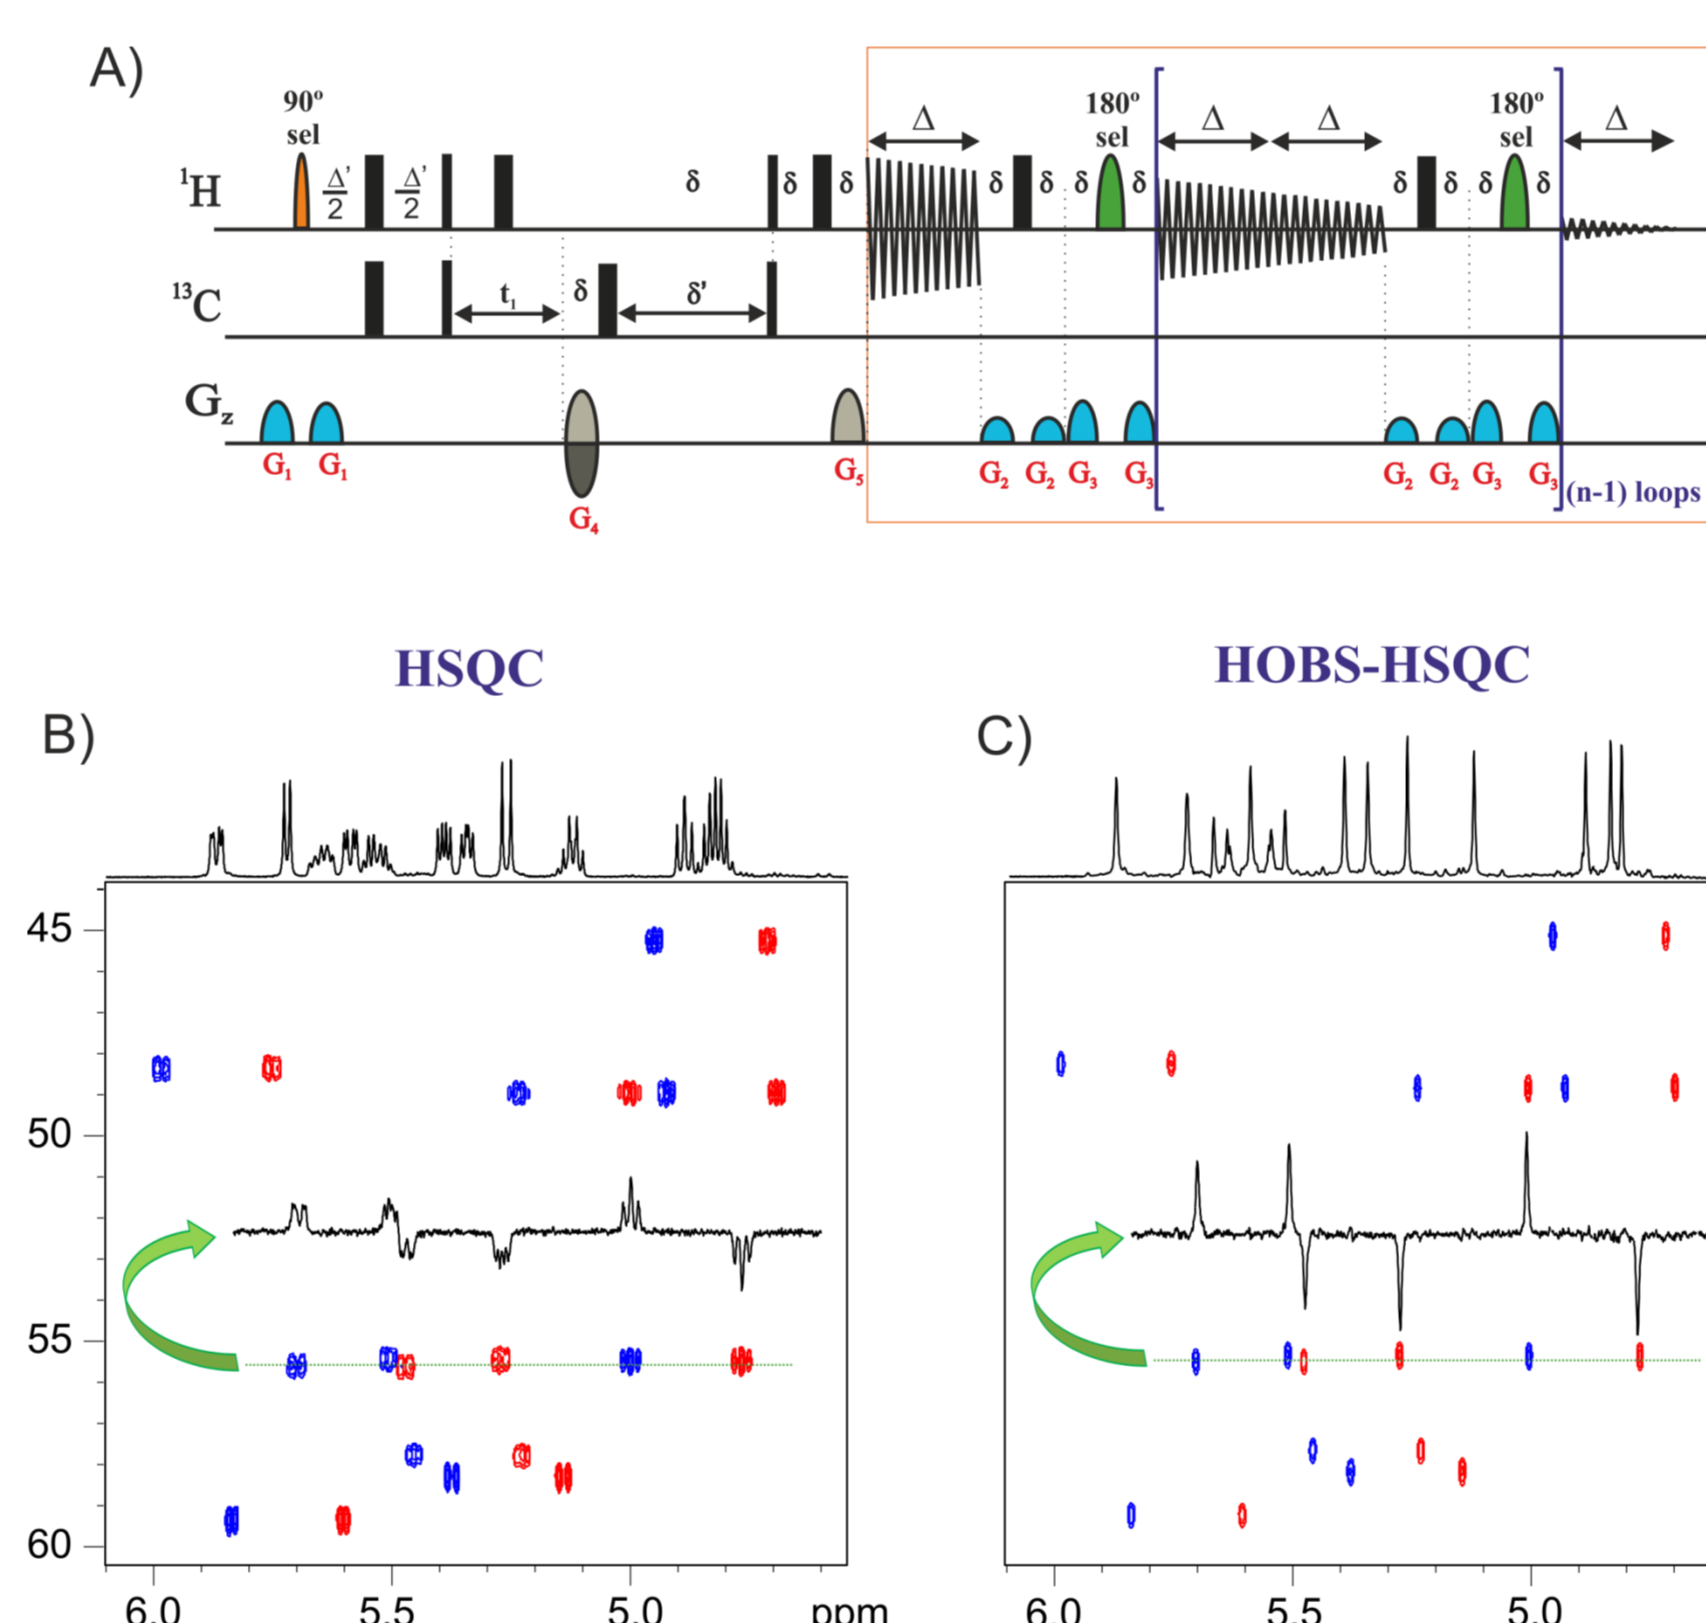 A)
90º
sel
180º
sel
180º
sel
Δ
Δ
Δ
Δ
¹H
Δ'
2
Δ'
2
δ
δ
δ
δ
δ
δ
δ
δ
δ
δ
δ
¹³C
t₁
δ
δ'
Gz
G₁
G₁
G₄
G₅
G₂
G₂
G₃
G₃
G₂
G₂
G₃
G₃
(n-1) loops
HSQC
HOBS-HSQC
B)
C)
45
50
55
60
6.0
5.5
5.0
ppm
6.0
5.5
5.0